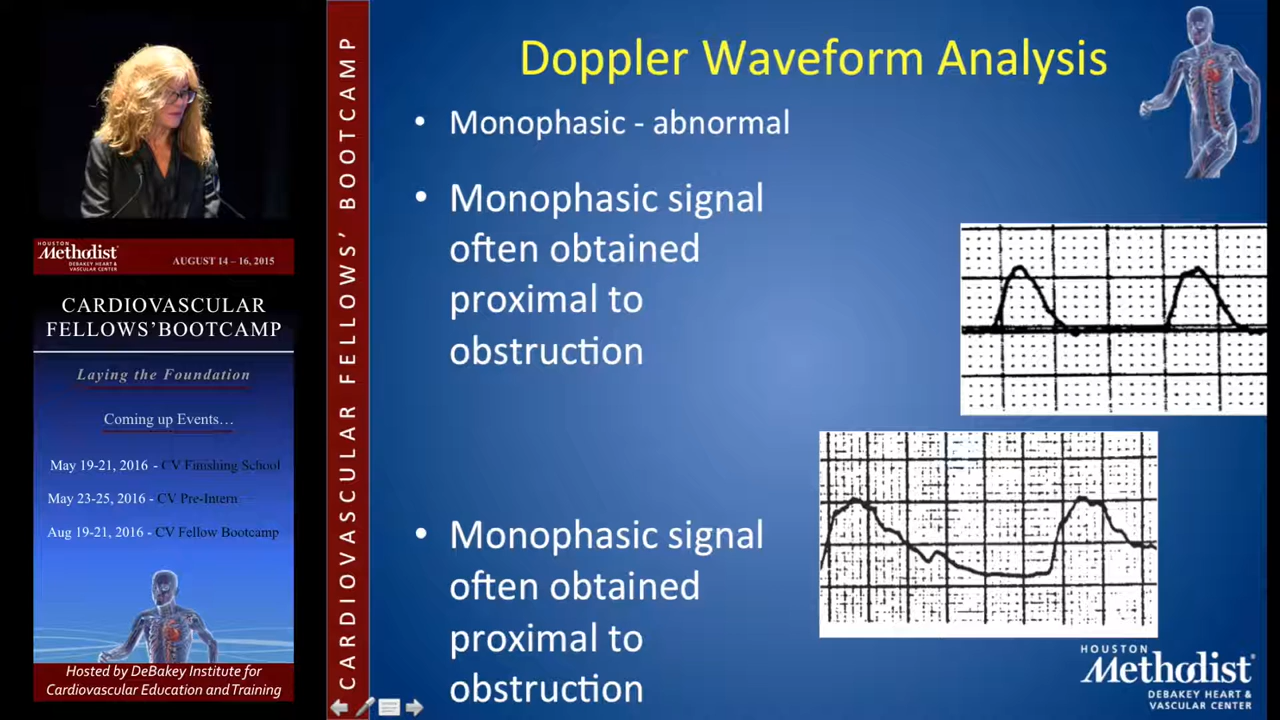 HOUSTON
Methodist
DEBAKEY HEART &
VASCULAR CENTER
AUGUST 14 – 16, 2015
CARDIOVASCULAR
FELLOWS'BOOTCAMP
Laying the Foundation
Coming up Events…
May 19-21, 2016 - CV Finishing School
May 23-25, 2016 - CV Pre-Intern
Aug 19-21, 2016 - CV Fellow Bootcamp
Hosted by DeBakey Institute for
Cardiovascular Education and Training
CARDIOVASCULAR FELLOWS' BOOTCAMP
Doppler Waveform Analysis
• Monophasic - abnormal
• Monophasic signal
often obtained
proximal to
obstruction
• Monophasic signal
often obtained
proximal to
obstruction
HOUSTON
Methodist
DEBAKEY HEART &
VASCULAR CENTER